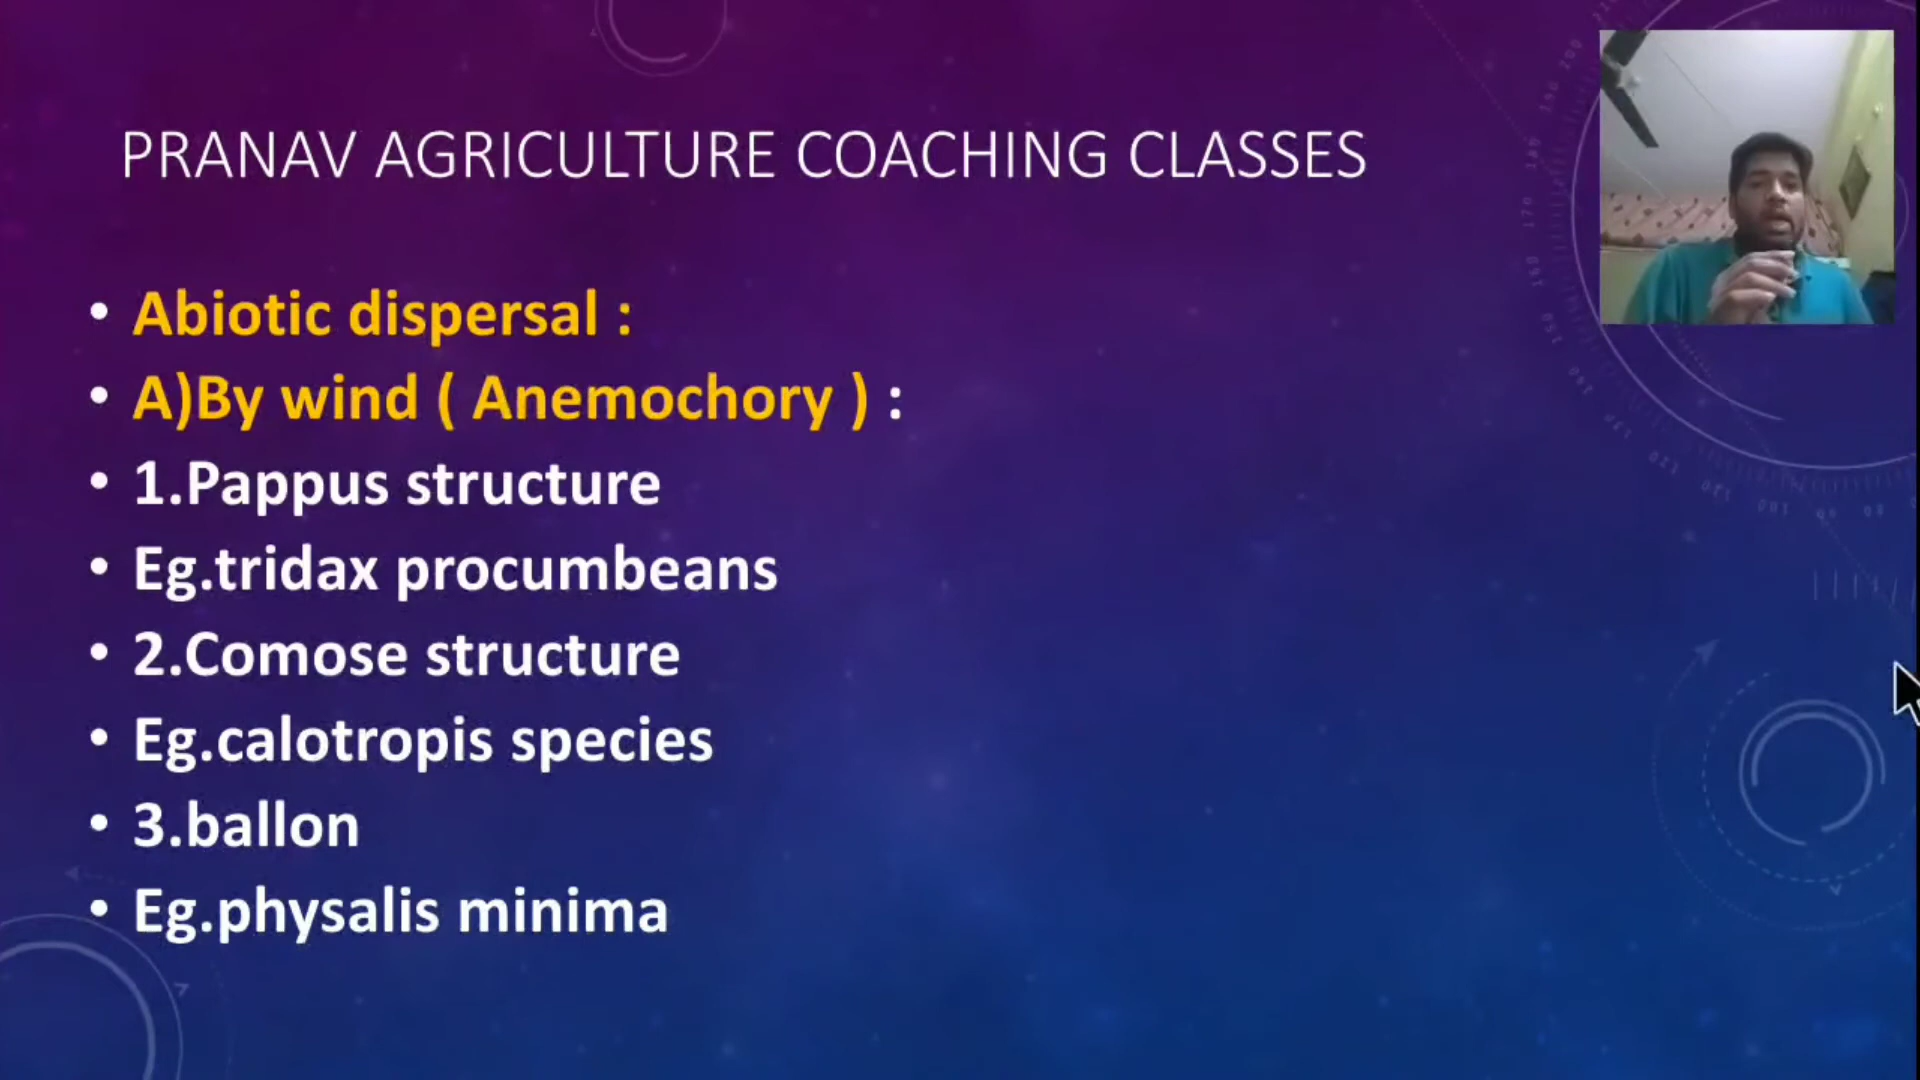 PRANAV AGRICULTURE COACHING CLASSES
• Abiotic dispersal :
• A)By wind ( Anemochory ) :
• 1.Pappus structure
• Eg.tridax procumbeans
• 2.Comose structure
• Eg.calotropis species
• 3.ballon
• Eg.physalis minima